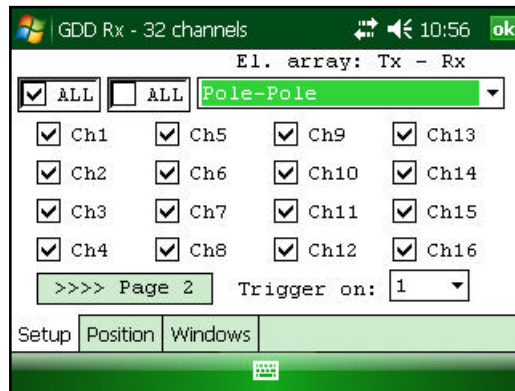 GDD Rx - 32 channels 10:56 ok
El. array: Tx - Rx
ALL ALL Pole-Pole
Ch1 Ch5 Ch9 Ch13
Ch2 Ch6 Ch10 Ch14
Ch3 Ch7 Ch11 Ch15
Ch4 Ch8 Ch12 Ch16
>>>> Page 2 Trigger on: 1
Setup Position Windows